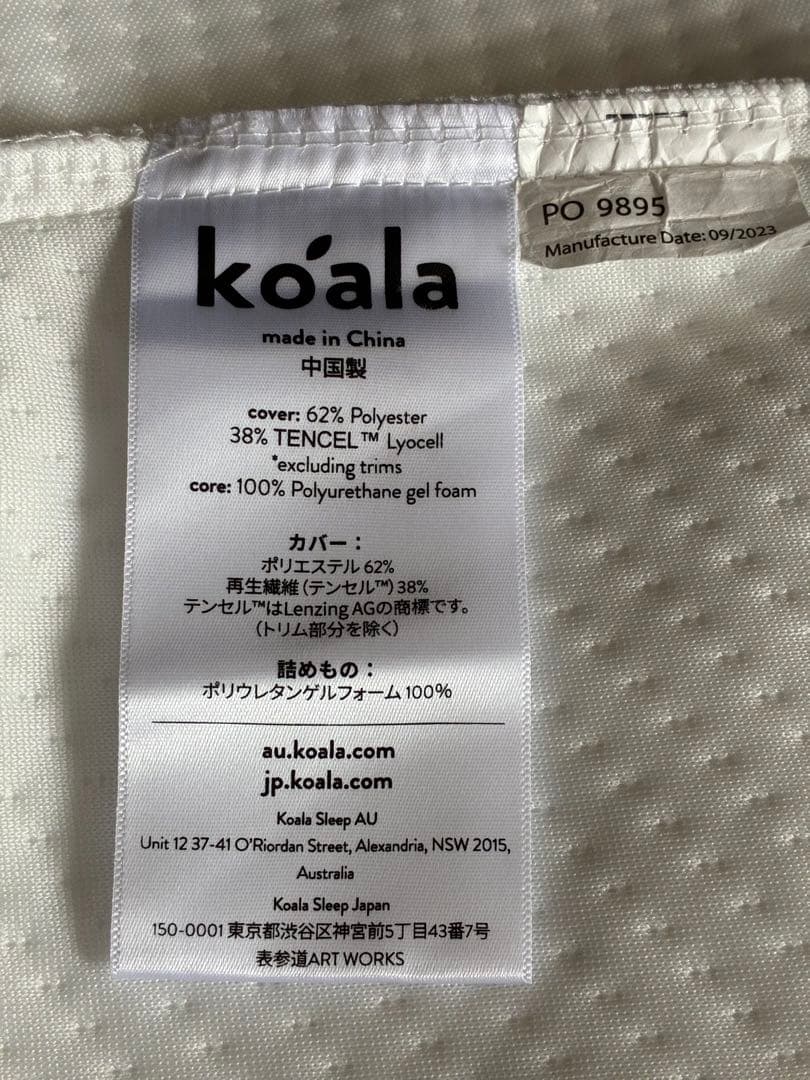 koala
made in China
中国製
cover: 62% Polyester
38% TENCEL™ Lyocell
*excluding trims
core: 100% Polyurethane gel foam
カバー：
ポリエステル 62%
再生繊維（テンセル™）38%
テンセル™はLenzing AGの商標です。
（トリム部分を除く）
詰めもの：
ポリウレタンゲルフォーム 100%
au.koala.com
jp.koala.com
Koala Sleep AU
Unit 12 37-41 O'Riordan Street, Alexandria, NSW 2015,
Australia
Koala Sleep Japan
150-0001 東京都渋谷区神宮前5丁目43番7号
表参道ART WORKS
PO 9895
Manufacture Date: 09/2023